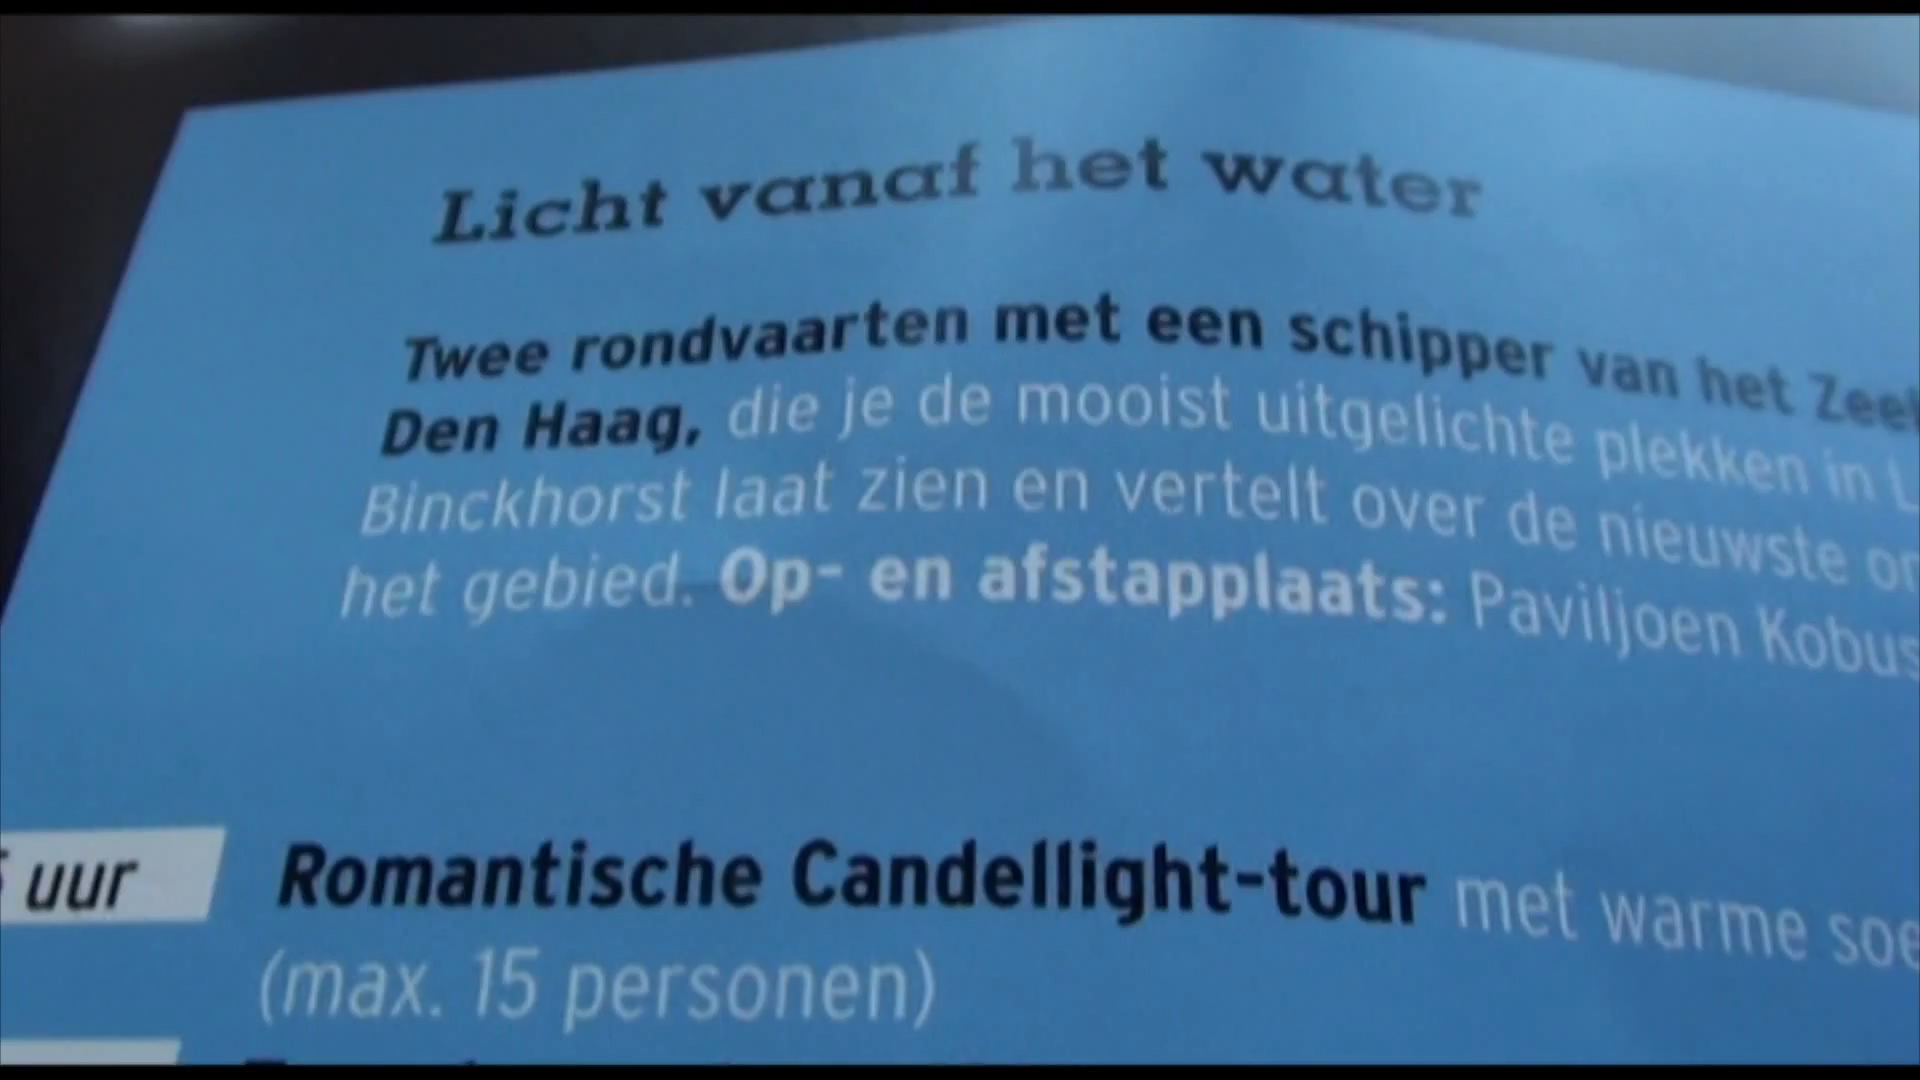 Licht vanaf het water
Twee rondvaarten met een schipper van het
Den Haag, die je de mooist uitgelichte plekken in
Binckhorst laat zien en vertelt over de nieuwste
het gebied. Op- en afstapplaats: Paviljoen Kobus
uur
Romantische Candellight-tour met warme
(max. 15 personen)